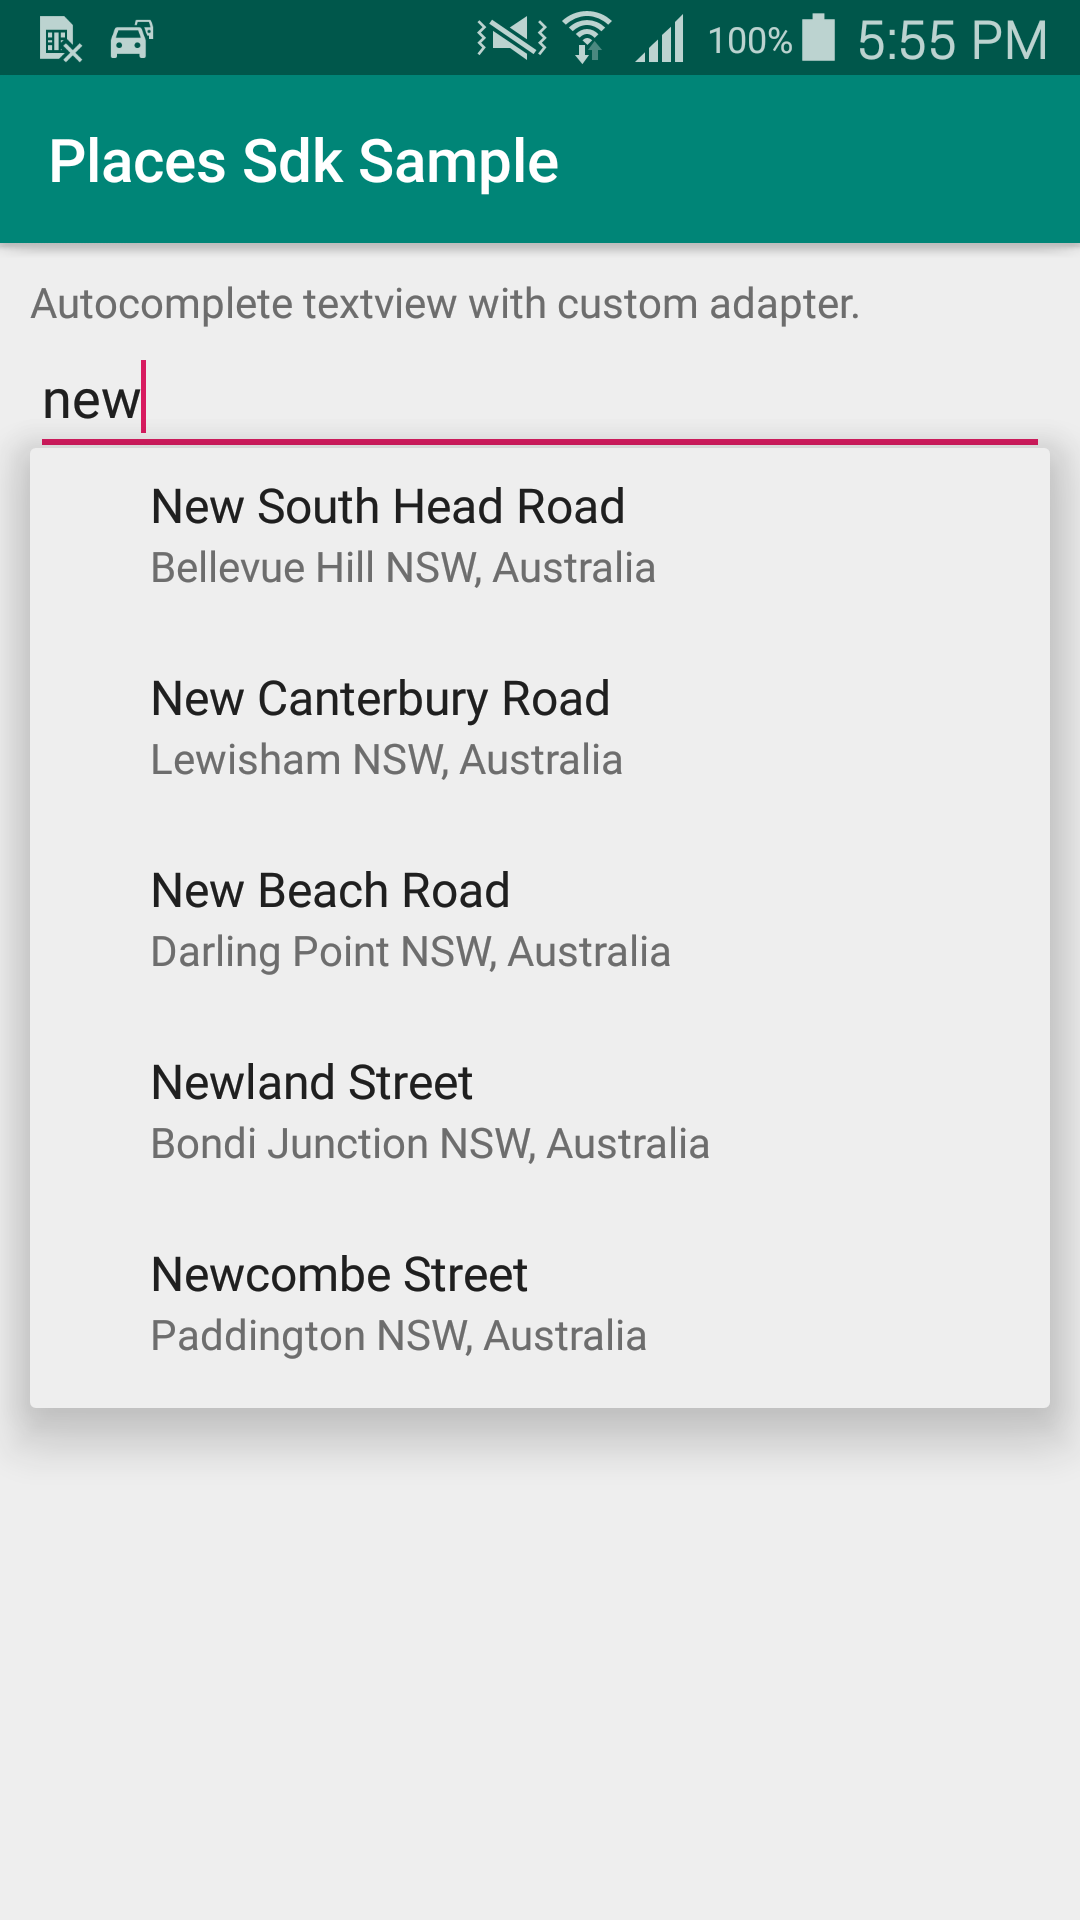 100% 5:55 PM
Places Sdk Sample
Autocomplete textview with custom adapter.
new
New South Head Road
Bellevue Hill NSW, Australia
New Canterbury Road
Lewisham NSW, Australia
New Beach Road
Darling Point NSW, Australia
Newland Street
Bondi Junction NSW, Australia
Newcombe Street
Paddington NSW, Australia